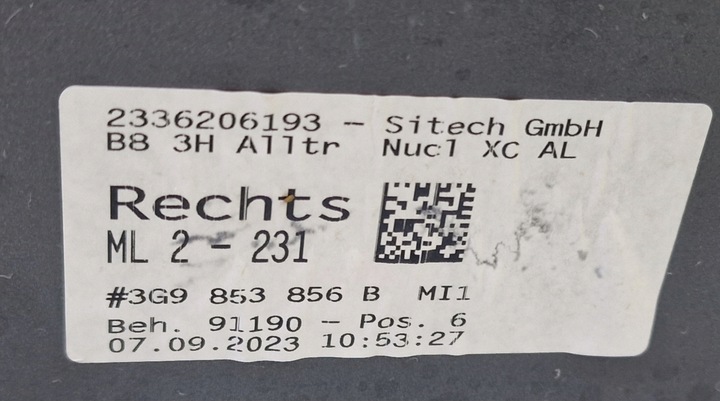 2336206193 - Sitech GmbH
B8 3H Alltr Nucl XC AL
Rechts
ML 2 - 231
#3G9 853 856 B MI1
Beh. 91190 - Pos. 6
07.09.2023 10:53:27